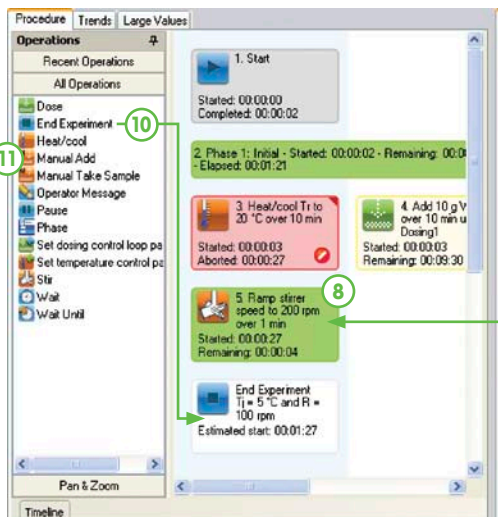 Procedure Trends Large Values
Operations
Recent Operations
All Operations
Dose
End Experiment
10
Heat/cool
11
Manual Add
Manual Take Sample
Operator Message
Pause
Phase
Set dosing control loop pa
Set temperature control pa
Stir
Wait
Wait Until
Pan & Zoom
Timeline
1. Start
Started: 00:00:00
Completed: 00:00:02
2. Phase 1: Initial - Started: 00:00:02 - Remaining: 00:0
- Elapsed: 00:01:21
3. Heat/cool Tr to
20 °C over 10 min
Started: 00:00:03
Aborted: 00:00:27
4. Add 10 g V
over 10 min u
Dosing1
Started: 00:00:03
Remaining: 00:09:30
8
5. Ramp stirrer
speed to 200 rpm
over 1 min
Started: 00:00:27
Remaining: 00:00:04
End Experiment
Tj = 5 °C and R =
100 rpm
Estimated start: 00:01:27